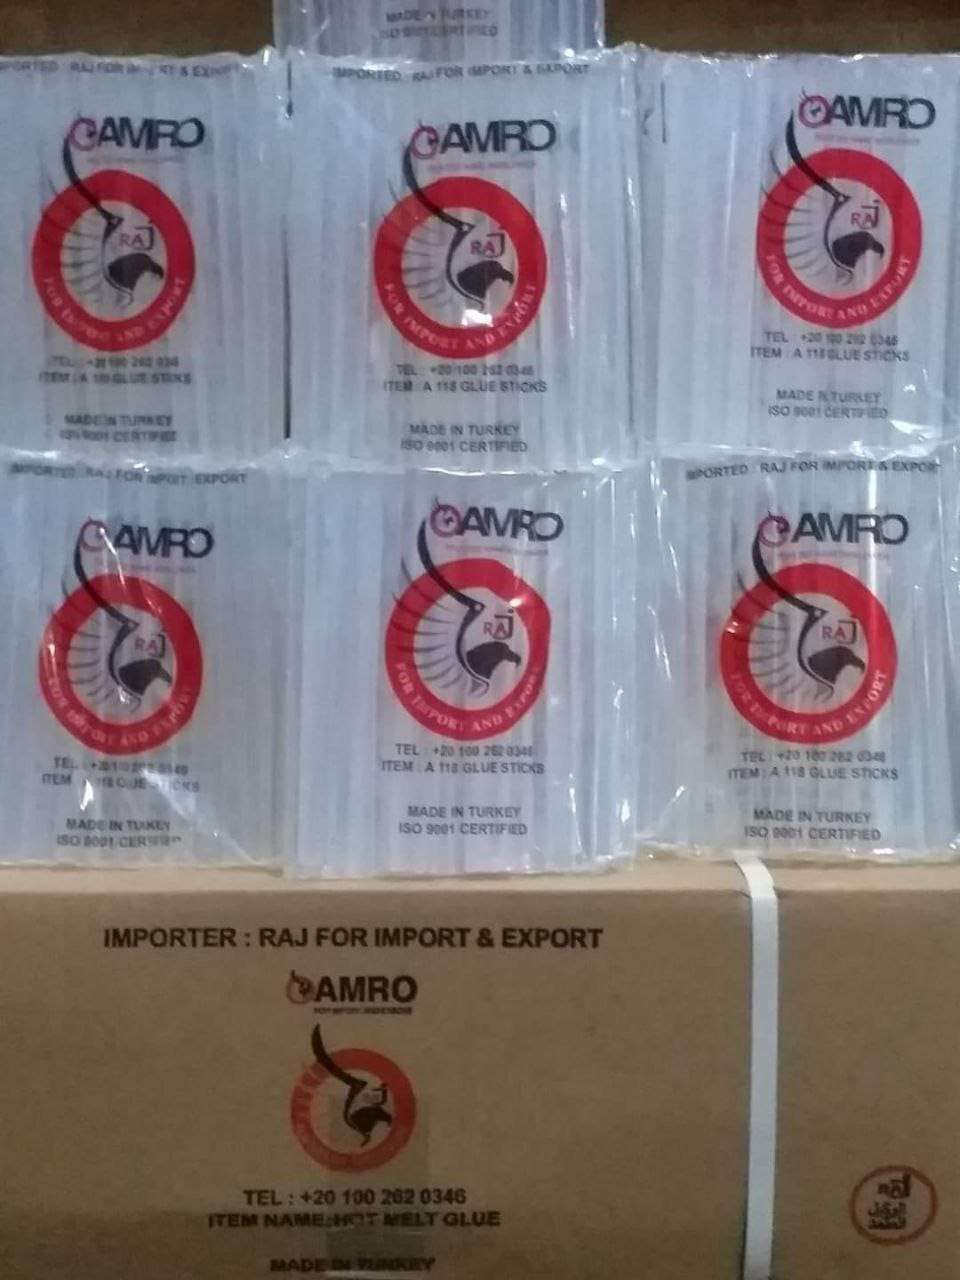 MADE IN TURKEY
ISO 9001 CERTIFIED
IMPORTED : RAJ FOR IMPORT & EXPORT
AMRO
RAJ
FOR IMPORT AND EXPORT
TEL : +20 100 262 0346
ITEM : A 118 GLUE STICKS
MADE IN TURKEY
ISO 9001 CERTIFIED
IMPORTED : RAJ FOR IMPORT & EXPORT
AMRO
RAJ
FOR IMPORT AND EXPORT
TEL : +20 100 262 0346
ITEM : A 118 GLUE STICKS
MADE IN TURKEY
ISO 9001 CERTIFIED
AMRO
RAJ
FOR IMPORT AND EXPORT
TEL : +20 100 262 0346
ITEM : A 118 GLUE STICKS
MADE IN TURKEY
ISO 9001 CERTIFIED
IMPORTED : RAJ FOR IMPORT EXPORT
AMRO
RAJ
FOR IMPORT AND EXPORT
TEL : +20 100 262 0346
ITEM 118 GLUE STICKS
MADE IN TURKEY
ISO 9001 CERTIFIED
AMRO
RAJ
FOR IMPORT AND EXPORT
TEL : +20 100 262 0346
ITEM : A 118 GLUE STICKS
MADE IN TURKEY
ISO 9001 CERTIFIED
IMPORTED : RAJ FOR IMPORT & EXPORT
AMRO
RAJ
FOR IMPORT AND EXPORT
TEL : +20 100 262 0346
ITEM : A 118 GLUE STICKS
MADE IN TURKEY
ISO 9001 CERTIFIED
IMPORTER : RAJ FOR IMPORT & EXPORT
AMRO
TEL : +20 100 262 0346
ITEM NAME:HOT MELT GLUE
MADE IN TURKEY
RAJ